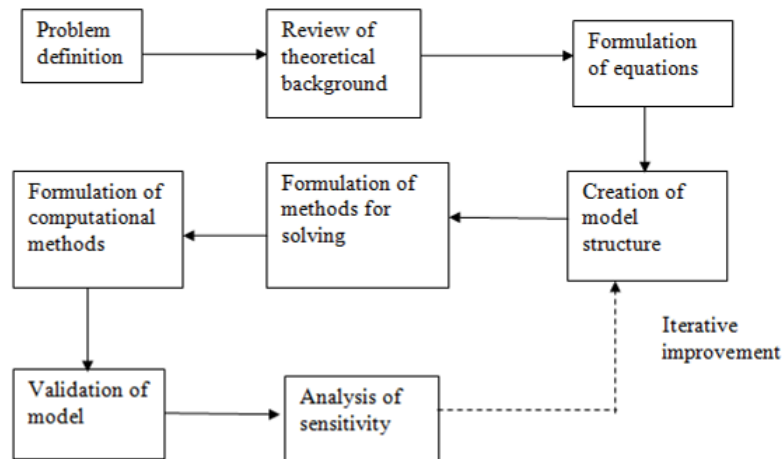 Problem
definition
Review of
theoretical
background
Formulation
of equations
Formulation of
computational
methods
Formulation of
methods for
solving
Creation of
model
structure
Iterative
improvement
Validation of
model
Analysis of
sensitivity